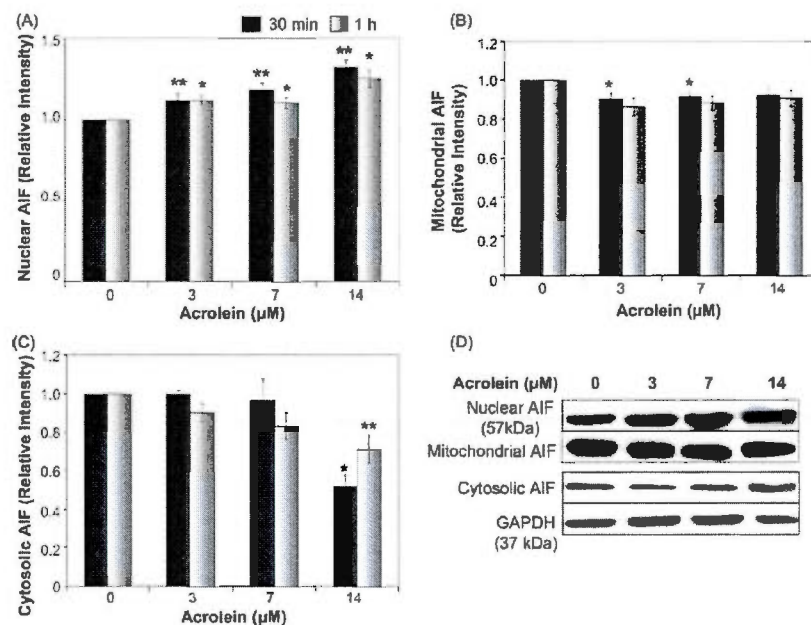 (A)
30 min 1 h
Nuclear AIF (Relative Intensity)
1.5
1.0
0.5
0
** * ** * ** *
0 3 7 14
Acrolein (µM)
(B)
Mitochondrial AIF
(Relative Intensity)
1.2
1.0
0.8
0.6
0.4
0.2
0
* *
0 3 7 14
Acrolein (µM)
(C)
Cytosolic AIF (Relative Intensity)
1.2
1.0
0.8
0.6
0.4
0.2
0
* **
0 3 7 14
Acrolein (µM)
(D)
Acrolein (µM) 0 3 7 14
Nuclear AIF
(57kDa)
Mitochondrial AIF
Cytosolic AIF
GAPDH
(37 kDa)